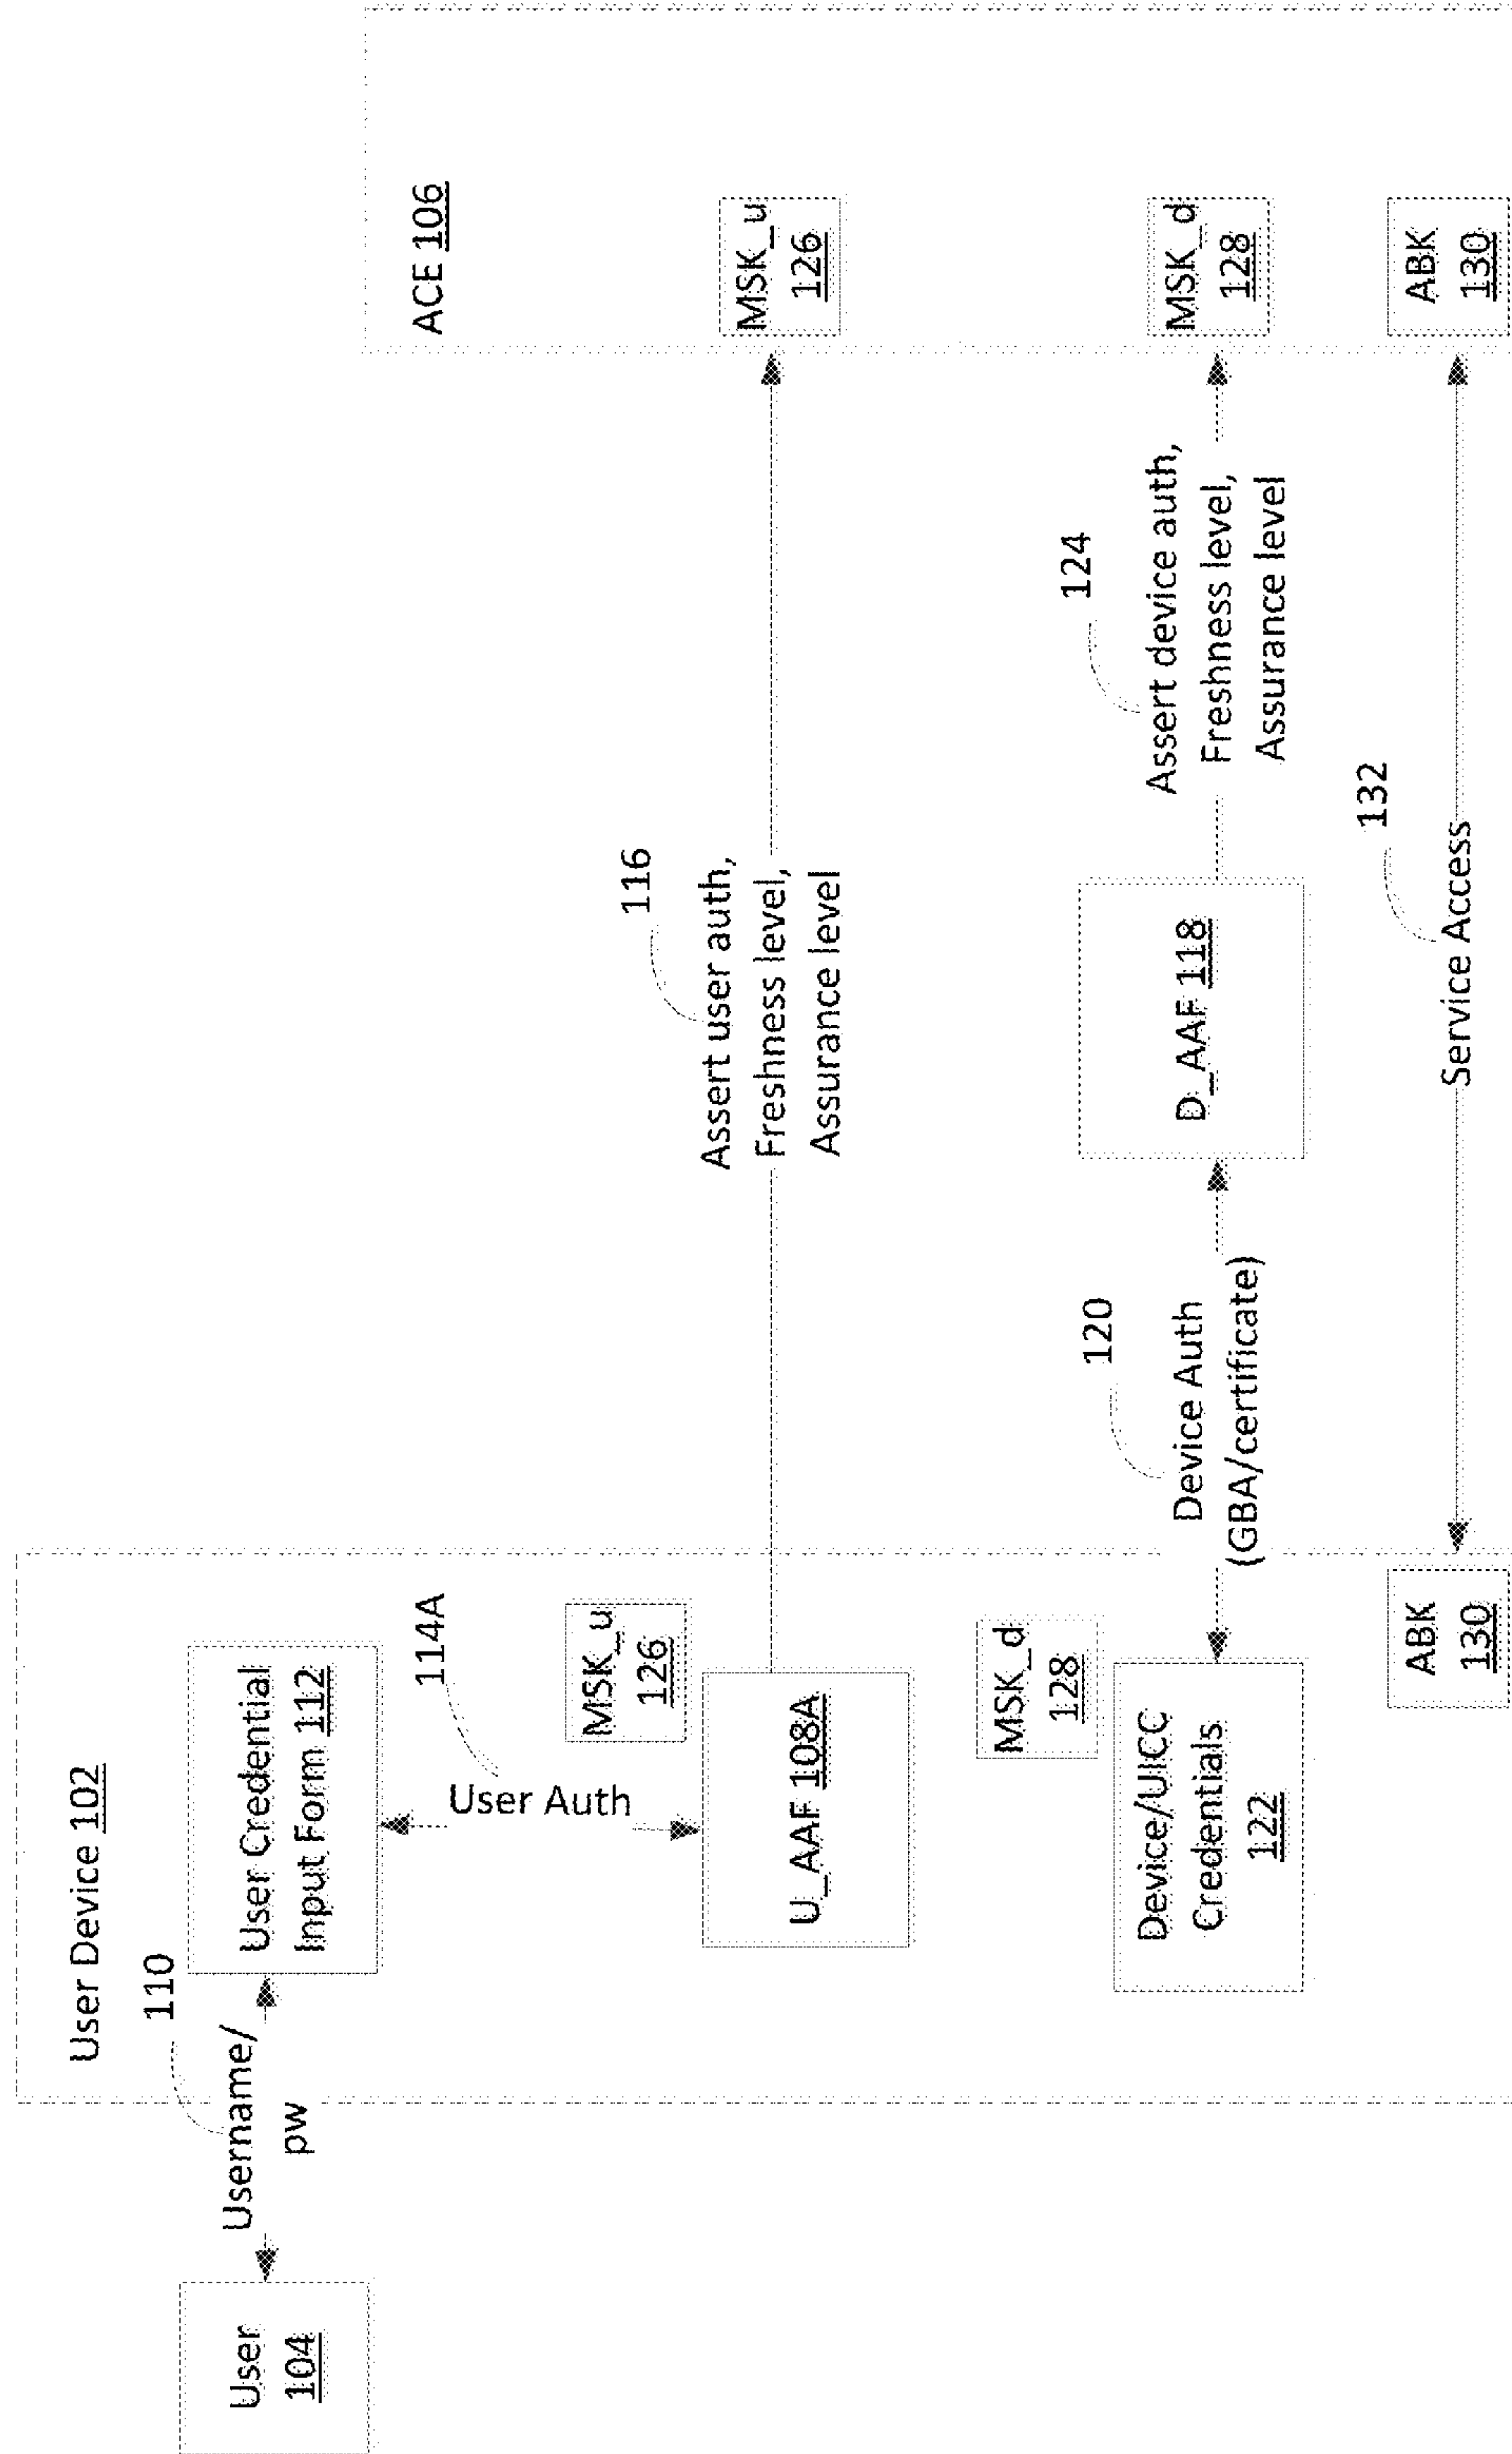 User
104
110
Username/
pw
User Device 102
User Credential
Input Form 112
114A
User Auth
MSK_u
126
U_AAF 108A
MSK_d
128
Device/UICC
Credentials
122
ABK
130
116
Assert user auth,
Freshness level,
Assurance level
120
Device Auth
(GBA/certificate)
D_AAF 118
124
Assert device auth,
Freshness level,
Assurance level
132
Service Access
ACE 106
MSK_u
126
MSK_d
128
ABK
130